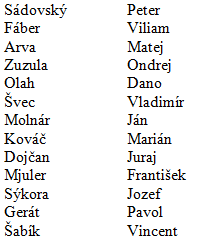 Sádovský Peter
Fáber Viliam
Arva Matej
Zuzula Ondrej
Olah Dano
Švec Vladimír
Molnár Ján
Kováč Marián
Dojčan Juraj
Mjuler František
Sýkora Jozef
Gerát Pavol
Šabík Vincent